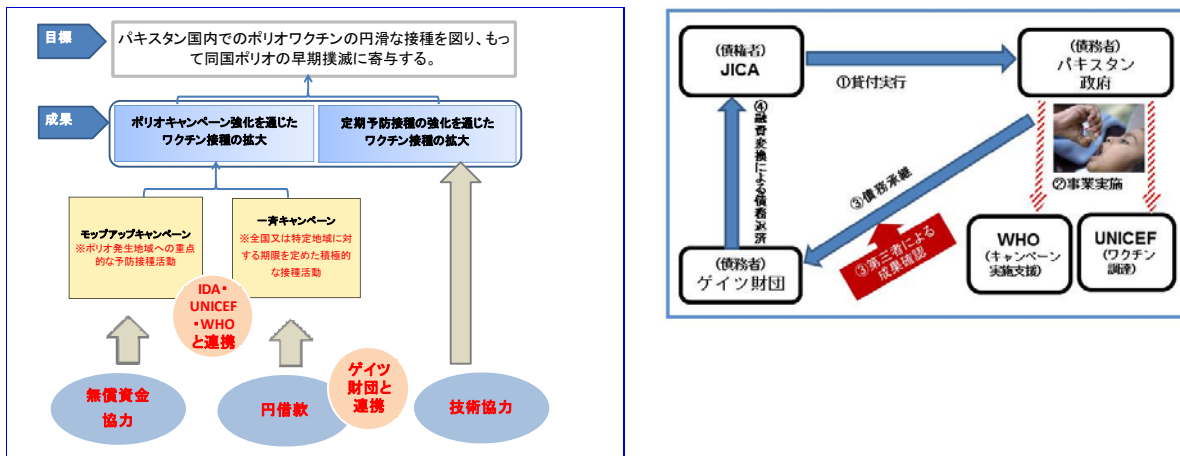 目標
パキスタン国内でのポリオワクチンの円滑な接種を図り、もっ
て同国ポリオの早期撲滅に寄与する。
成果
ポリオキャンペーン強化を通じた
ワクチン接種の拡大
定期予防接種の強化を通じた
ワクチン接種の拡大
モップアップキャンペーン
※ポリオ発生地域への重点
的な予防接種活動
一斉キャンペーン
※全国又は特定地域に対
する期限を定めた積極的
な接種活動
IDA・
UNICEF
・WHO
と連携
無償資金
協力
円借款
ゲイツ
財団と
連携
技術協力
(債権者)
JICA
①貸付実行
(債務者)
パキスタン
政府
④融資変換による債務返済
③債務承継
②事業実施
③第三者による
成果確認
(債務者)
ゲイツ財団
WHO
(キャンペーン
実施支援)
UNICEF
(ワクチン
調達)